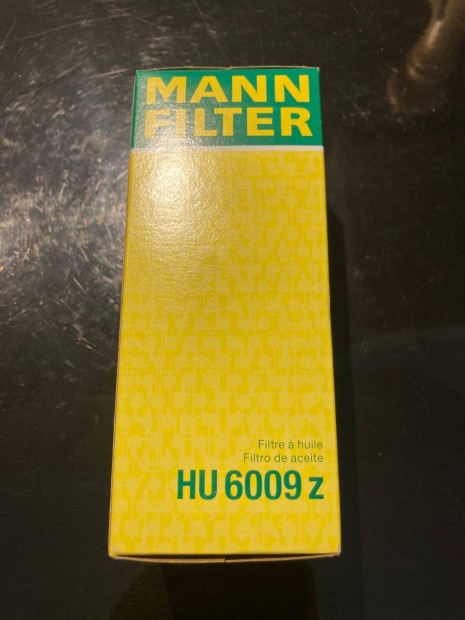 MANN
FILTER
Filtre à huile
Filtro de aceite
HU 6009 z